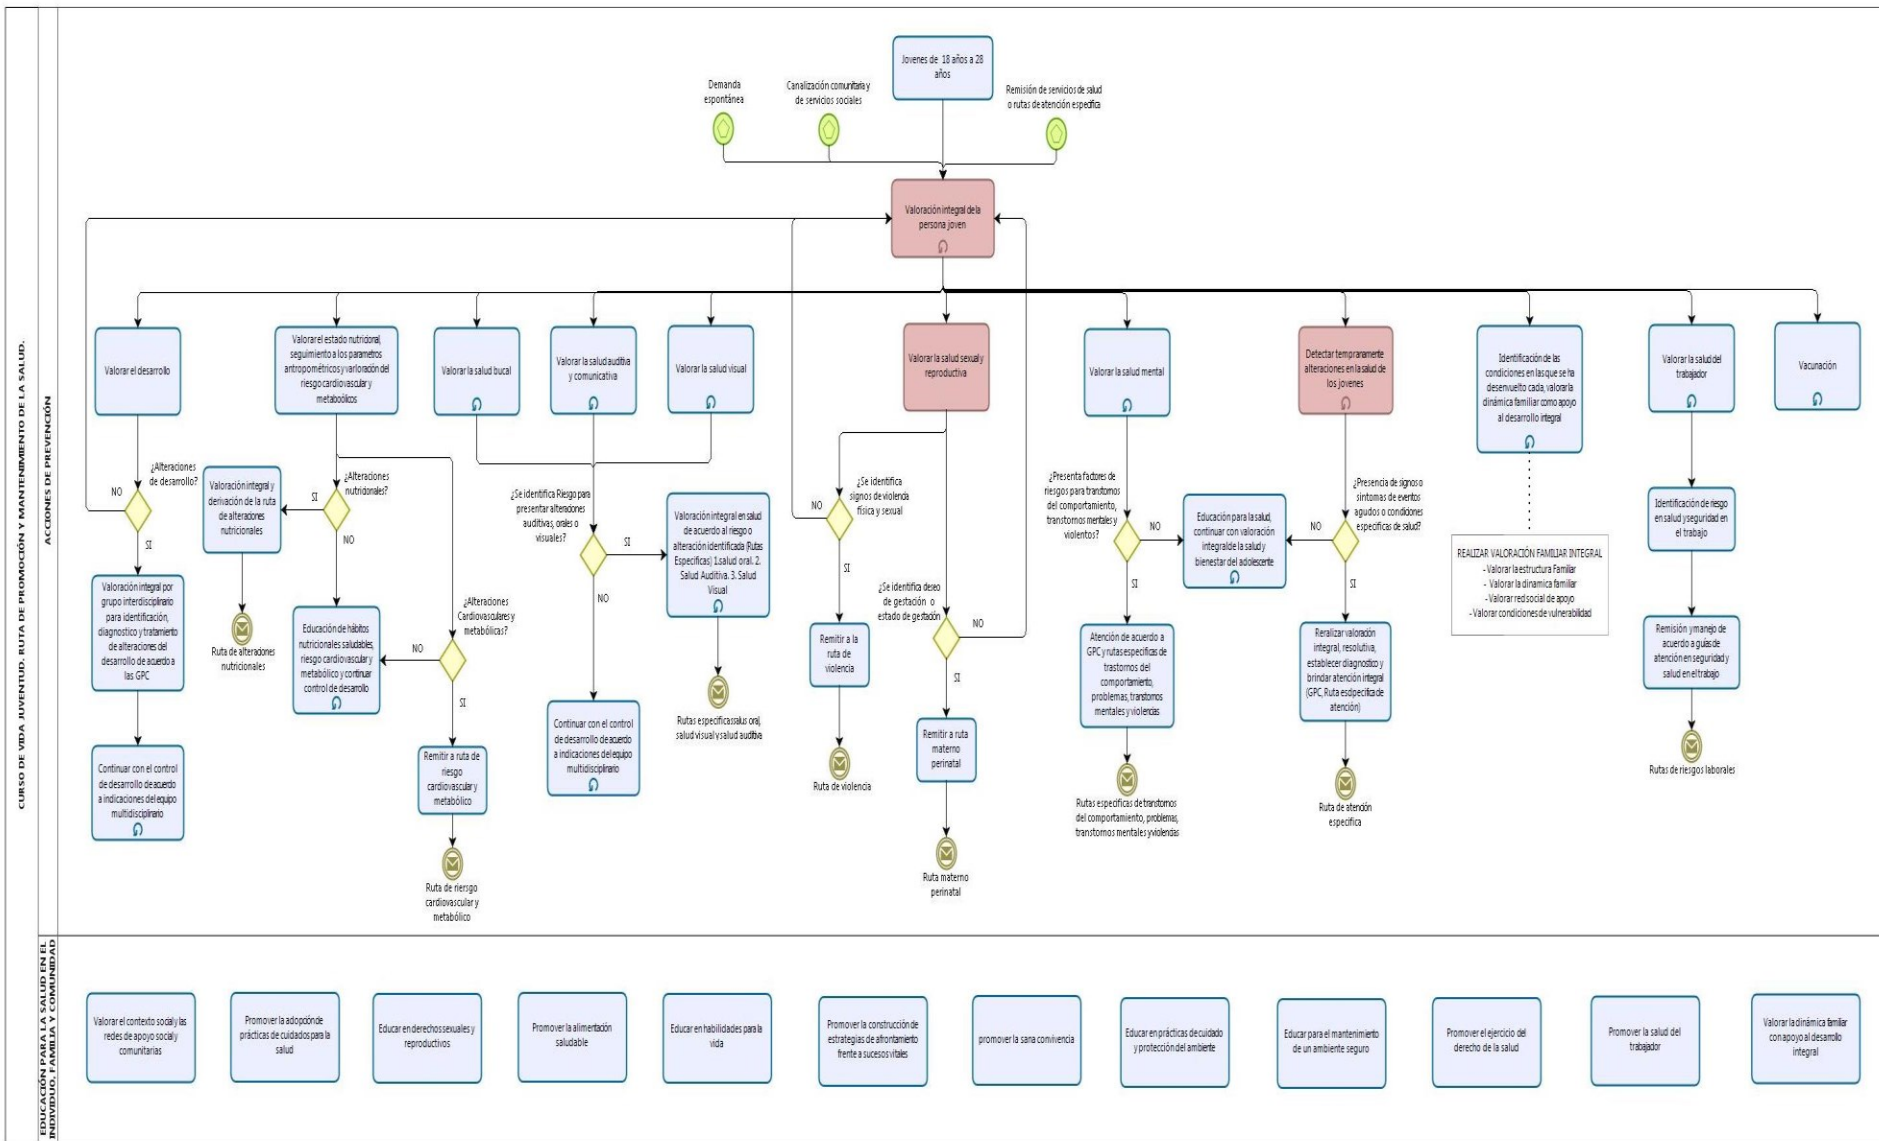 CURSO DE VIDA JUVENTUD. RUTA DE PROMOCIÓN Y MANTENIMIENTO DE LA SALUD.
ACCIONES DE PREVENCIÓN
Jovenes de 18 años a 28
años
Demanda
espontánea
Canalización comunitaria y
de servicios sociales
Remisión de servicios de salud
o rutas de atención especifica
Valoración integral de la
persona joven
Valorar el desarrollo
Valorar el estado nutricional,
seguimiento a los parametros
antropométricos y varloración del
riesgo cardiovascular y
metaboólicos
Valorar la salud bucal
Valorar la salud auditiva
y comunicativa
Valorar la salud visual
Valorar la salud sexual y
reproductiva
Valorar la salud mental
Detectar tempranamente
alteraciones en la salud de
los jovenes
Identificación de las
condiciones en las que se ha
desenvuelto cada, valorar la
dinámica familiar como apoyo
al desarrollo integral
Valorar la salud del
trabajador
Vacunación
¿Alteraciones
de desarrollo?
NO
SI
Valoración integral por
grupo interdisciplinario
para identificación,
diagnostico y tratamiento
de alteraciones del
desarrollo de acuerdo a
las GPC
Continuar con el control
de desarrollo de acuerdo
a indicaciones del equipo
multidisciplinario
Valoración integral y
derivación de la ruta
de alteraciones
nutricionales
SI
¿Alteraciones
nutricionales?
NO
Ruta de alteraciones
nutricionales
Educación de hábitos
nutricionales saludables,
riesgo cardiovascular y
metabólico y continuar
control de desarrollo
¿Alteraciones
Cardiovasculares y
metabólicas?
NO
SI
Remitir a ruta de
riesgo
cardiovascular y
metabólico
Ruta de riesgo
cardiovascular y
metabólico
¿Se identifica Riesgo para
presentar alteraciones
auditivas, orales o
visuales?
SI
NO
Valoración integral en salud
de acuerdo al riesgo o
alteración identificada (Rutas
Especificas) 1.salud oral. 2.
Salud Auditiva. 3. Salud
Visual
Rutas especificas salus oral,
salud visual y salud auditiva
Continuar con el control
de desarrollo de acuerdo
a indicaciones del equipo
multidisciplinario
¿Se identifica
signos de violencia
física y sexual
NO
SI
Remitir a la
ruta de
violencia
Ruta de violencia
¿Se identifica deseo
de gestación o
estado de gestación
NO
SI
Remitir a ruta
materno
perinatal
Ruta materno
perinatal
¿Presenta factores de
riesgos para transtornos
del comportamiento,
transtornos mentales y
violentos?
NO
SI
Educación para la salud,
continuar con valoración
integral de la salud y
bienestar del adolescente
Atención de acuerdo a
GPC y rutas especificas de
trastornos del
comportamiento,
problemas, transtornos
mentales y violencias
Rutas especificas de transtornos
del comportamiento, problemas,
transtornos mentales y violencias
¿Presencia de signos o
sintomas de eventos
agudos o condiciones
especificas de salud?
NO
SI
Reralizar valoración
integral, resolutiva,
establecer diagnostico y
brindar atención integral
(GPC, Ruta esdpecífica de
atención)
Ruta de atención
especifica
REALIZAR VALORACIÓN FAMILIAR INTEGRAL
- Valorar la estructura Familiar
- Valorar la dinamica familiar
- Valorar red social de apoyo
- Valorar condiciones de vulnerabilidad
Identificación de riesgo
en salud y seguridad en
el trabajo
Remisión y manejo de
acuerdo a guías de
atención en seguridad y
salud en el trabajo
Rutas de riesgos laborales
EDUCACIÓN PARA LA SALUD EN EL
INDIVIDUO, FAMILIA Y COMUNIDAD
Valorar el contexto social y las
redes de apoyo social y
comunitarias
Promover la adopción de
prácticas de cuidados para la
salud
Educar en derechos sexuales y
reproductivos
Promover la alimentación
saludable
Educar en habilidades para la
vida
Promover la construcción de
estrategias de afrontamiento
frente a sucesos vitales
promover la sana convivencia
Educar en prácticas de cuidado
y protección del ambiente
Educar para el mantenimiento
de un ambiente seguro
Promover el ejercicio del
derecho de la salud
Promover la salud del
trabajador
Valorar la dinámica familiar
con apoyo al desarrollo
integral